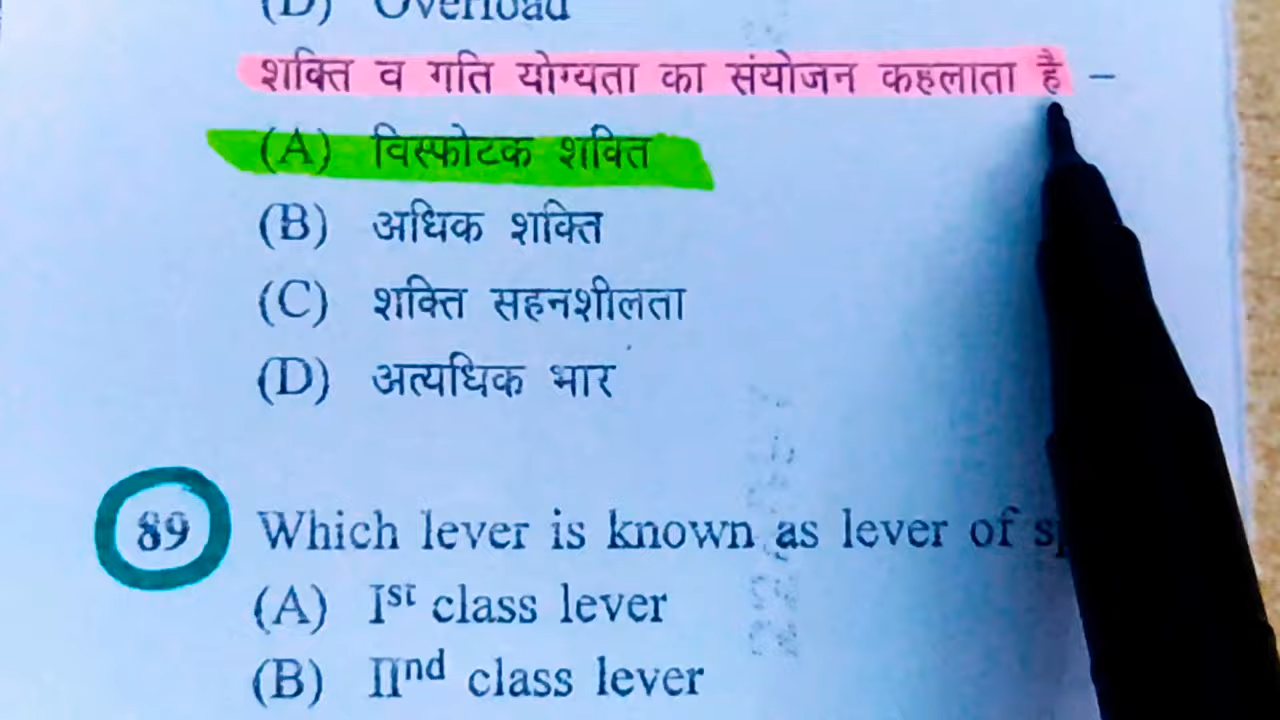 (D) Overload
शक्ति व गति योग्यता का संयोजन कहलाता है –
(A) विस्फोटक शक्ति
(B) अधिक शक्ति
(C) शक्ति सहनशीलता
(D) अत्यधिक भार
89 Which lever is known as lever of
(A) Ist class lever
(B) IInd class lever